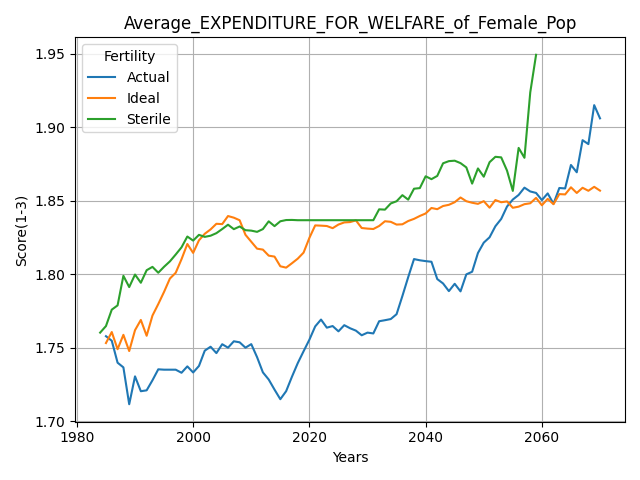 Average_EXPENDITURE_FOR_WELFARE_of_Female_Pop
Fertility
Actual
Ideal
Sterile
Score(1-3)
1.95
1.90
1.85
1.80
1.75
1.70
1980 2000 2020 2040 2060
Years